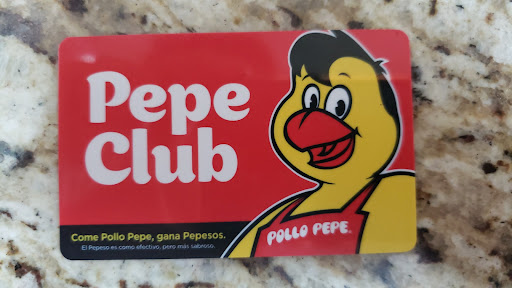 Pepe
Club
Come Pollo Pepe, gana Pepesos.
El Pepeso es como efectivo, pero más sabroso.
POLLO PEPE